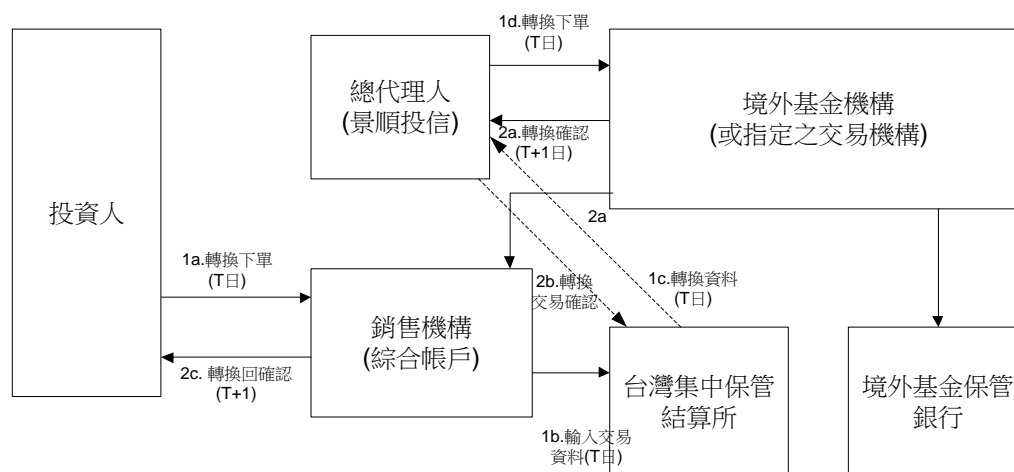 1d.轉換下單
(T日)
總代理人
(景順投信)
境外基金機構
(或指定之交易機構)
2a.轉換確認
(T+1日)
投資人
2a
1a.轉換下單
(T日)
2b.轉換
交易確認
1c.轉換資料
(T日)
銷售機構
(綜合帳戶)
2c. 轉換回確認
(T+1)
台灣集中保管
結算所
境外基金保管
銀行
1b.輸入交易
資料(T日)